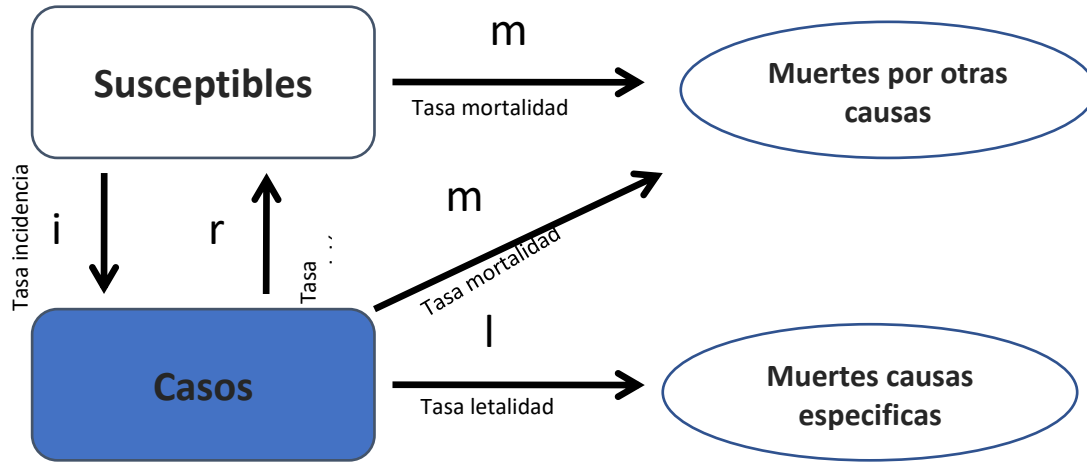 m
Susceptibles
Tasa mortalidad
Muertes por otras
causas
Tasa incidencia
i
r
Tasa
m
Tasa mortalidad
Casos
l
Tasa letalidad
Muertes causas
especificas